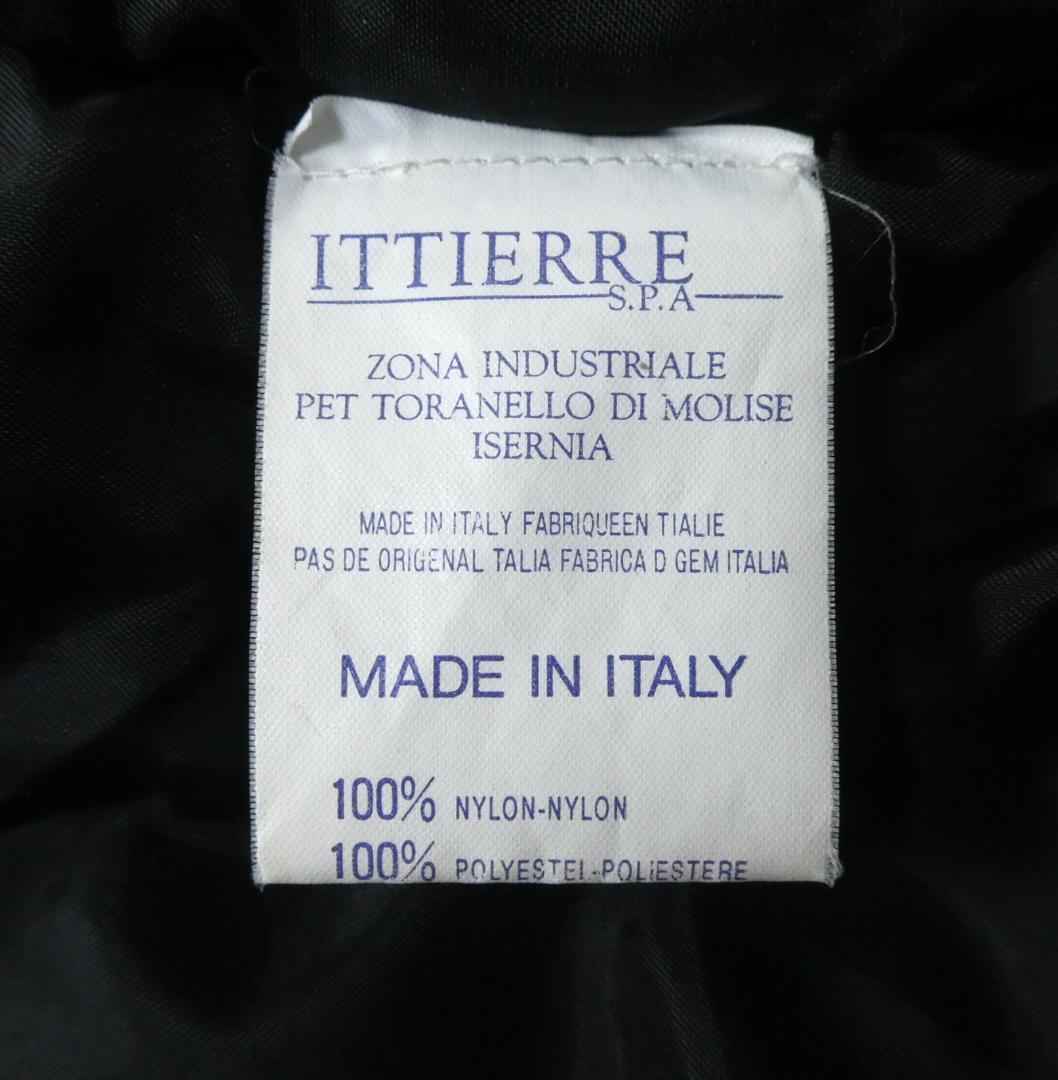 ITTIERRE
S.P.A
ZONA INDUSTRIALE
PET TORANELLO DI MOLISE
ISERNIA
MADE IN ITALY FABRIQUEEN TIALIE
PAS DE ORIGENAL TALIA FABRICA D GEM ITALIA
MADE IN ITALY
100% NYLON-NYLON
100% POLYESTEL-POLIESTERE